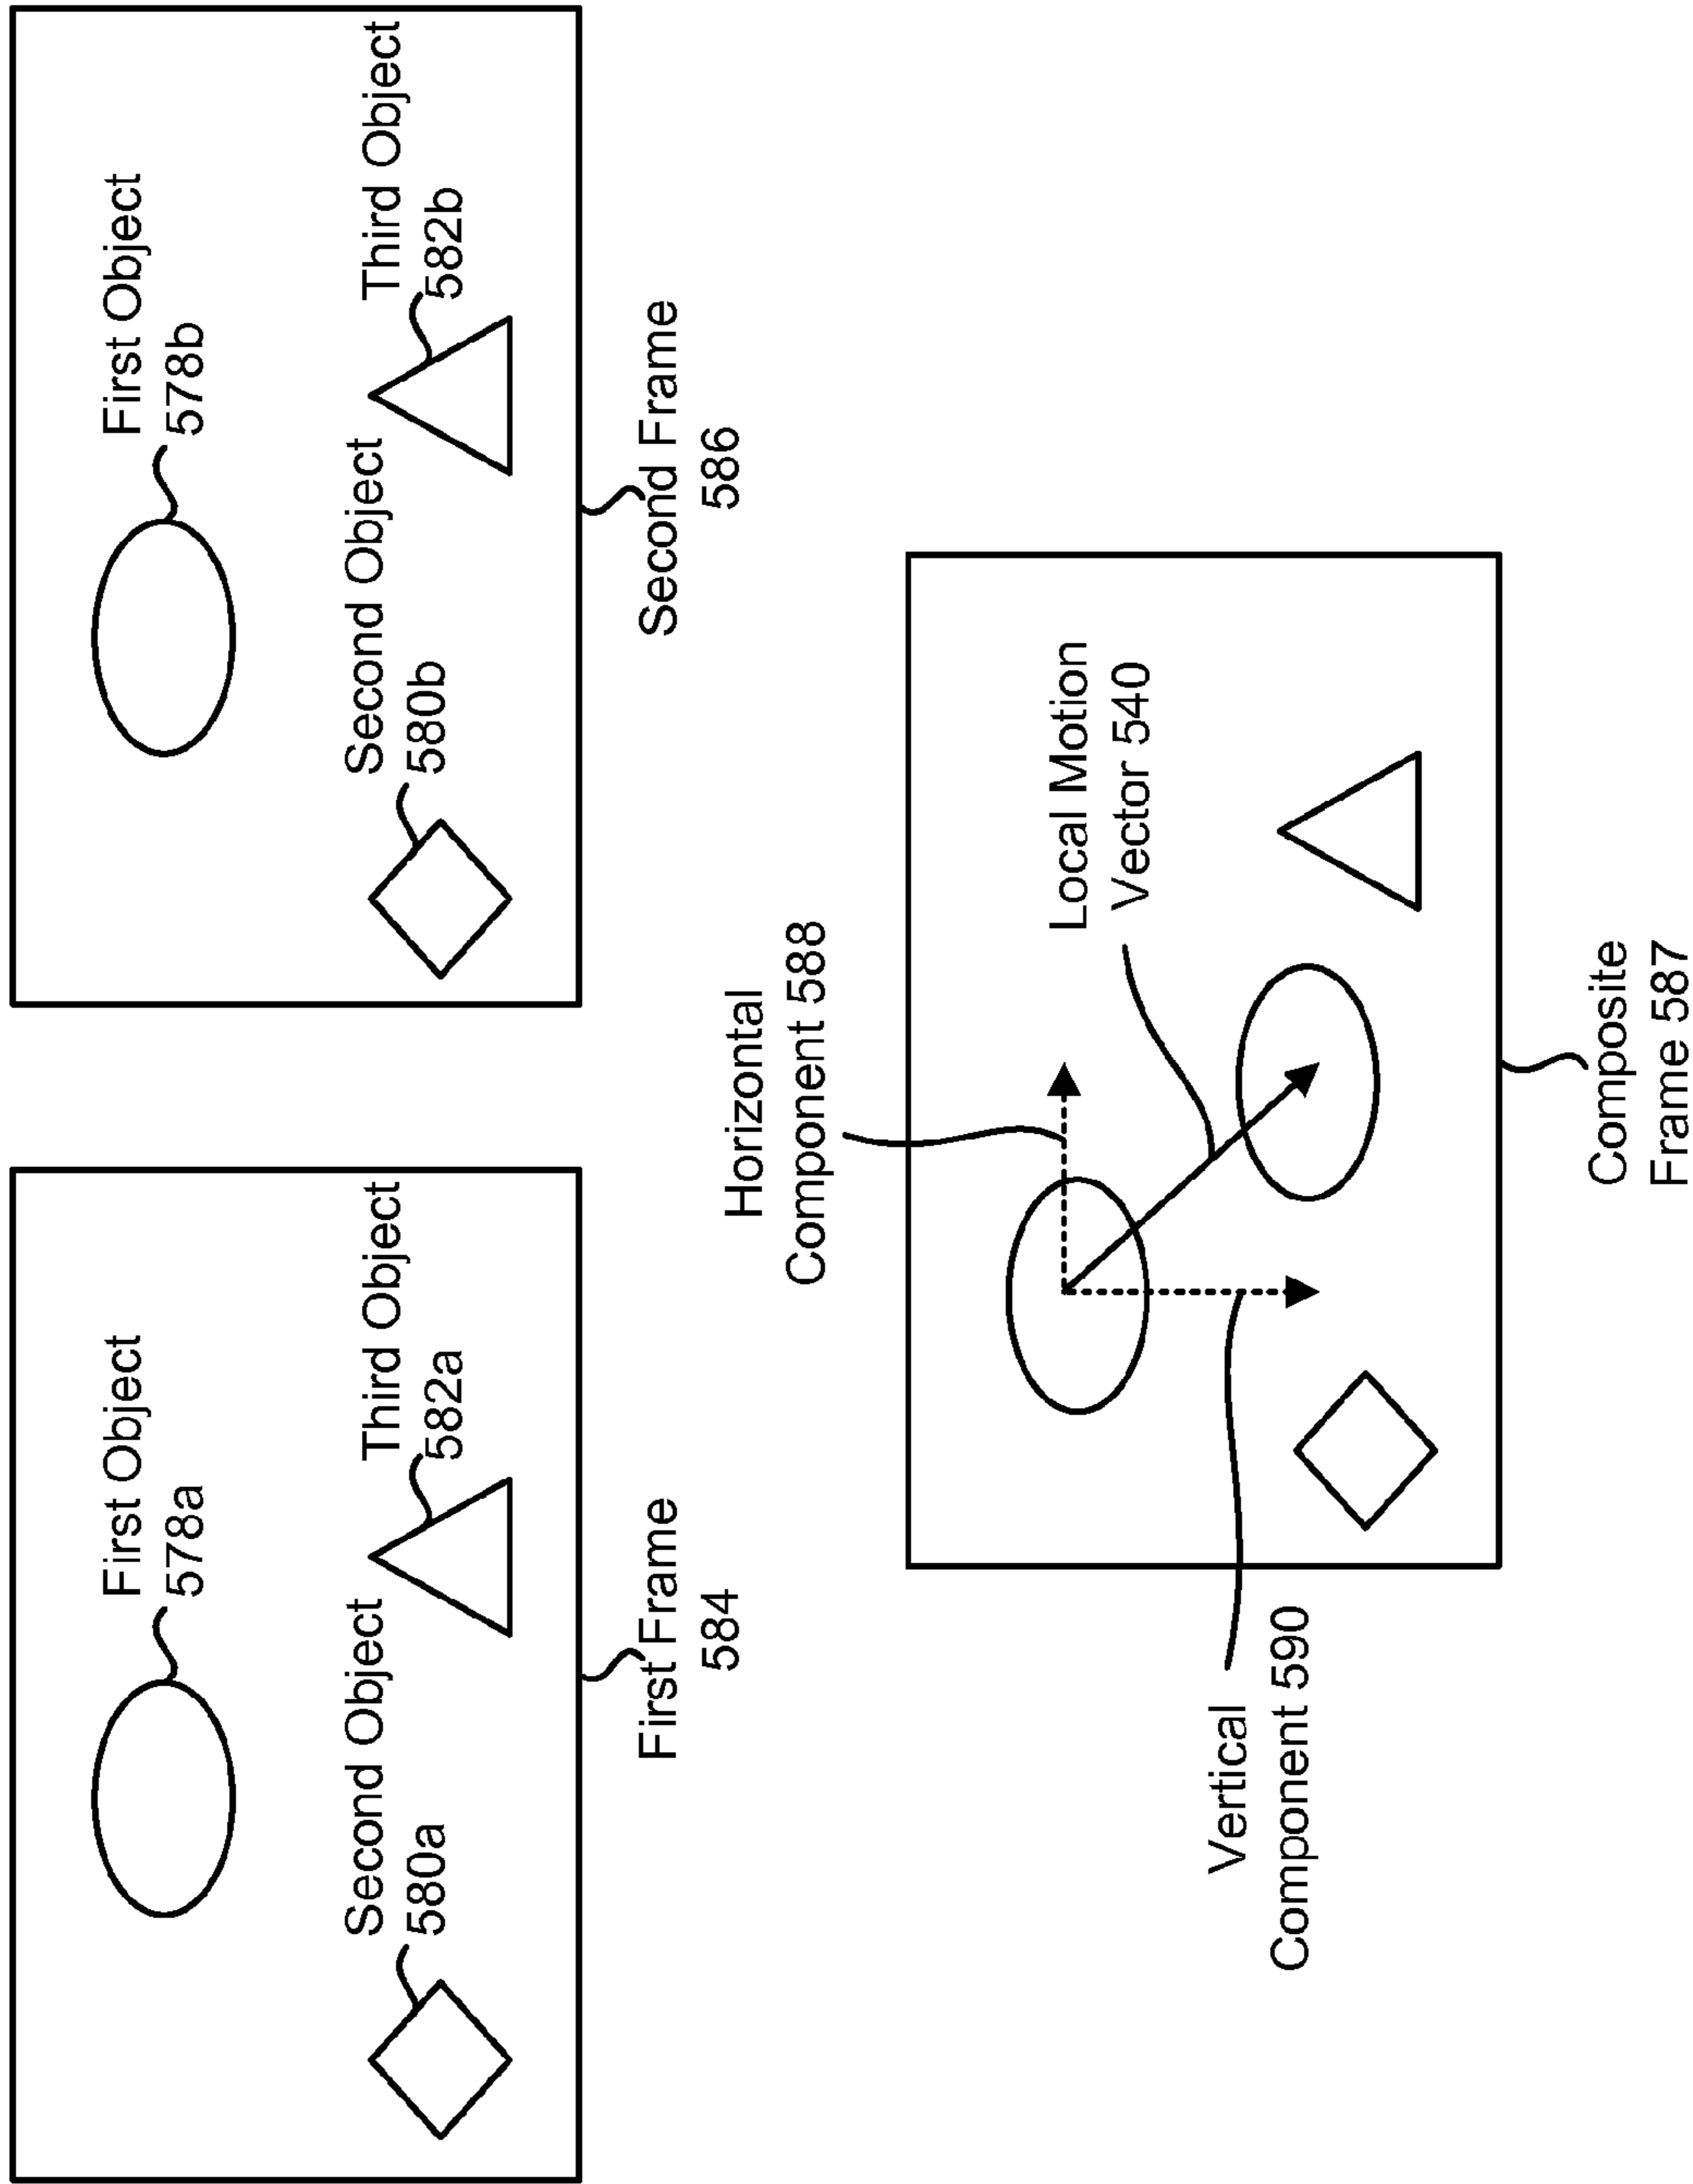 First Object
578a
Second Object
580a
Third Object
582a
First Frame
584
First Object
578b
Second Object
580b
Third Object
582b
Second Frame
586
Horizontal
Component 588
Local Motion
Vector 540
Vertical
Component 590
Composite
Frame 587